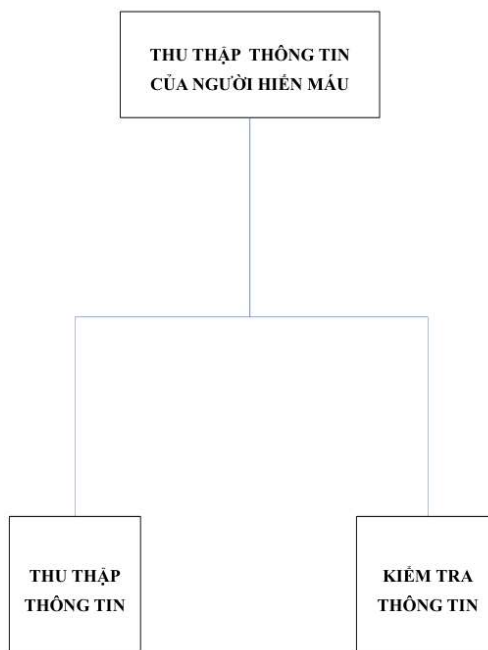 THU THẬP THÔNG TIN
CỦA NGƯỜI HIẾN MÁU
THU THẬP
THÔNG TIN
KIỂM TRA
THÔNG TIN